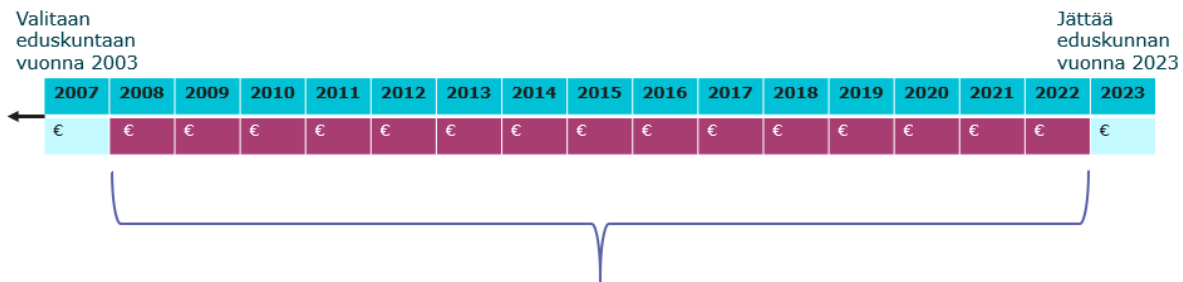 Valitaan
eduskuntaan
vuonna 2003
Jättää
eduskunnan
vuonna 2023
2007 2008 2009 2010 2011 2012 2013 2014 2015 2016 2017 2018 2019 2020 2021 2022 2023
€ € € € € € € € € € € € € € € € €